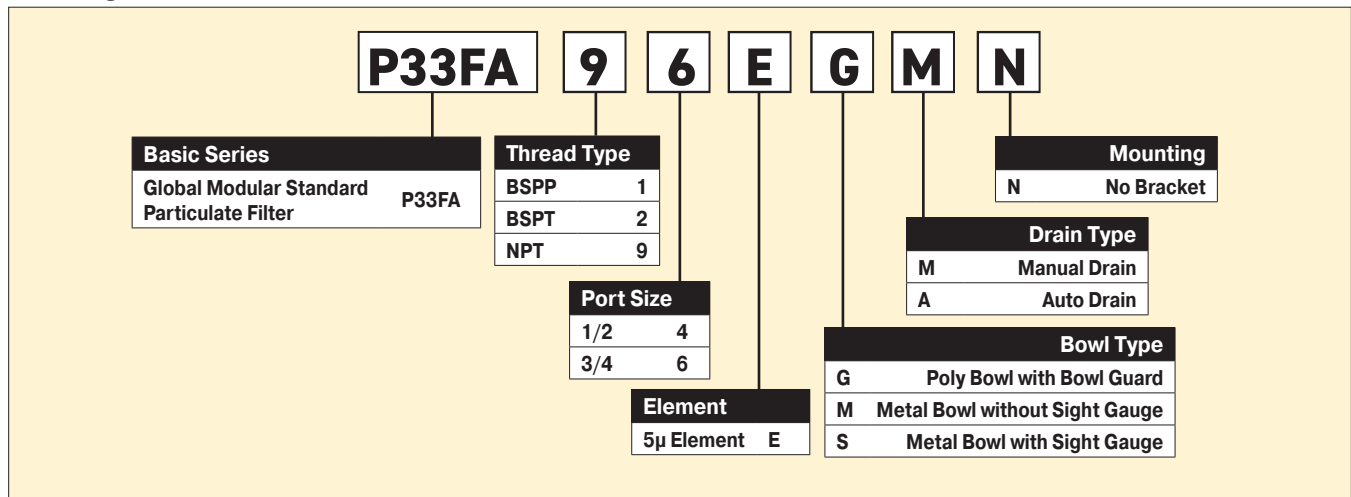 P33FA 9 6 E G M N
Basic Series
Global Modular Standard
Particulate Filter P33FA
Thread Type
BSPP 1
BSPT 2
NPT 9
Port Size
1/2 4
3/4 6
Element
5µ Element E
Mounting
N No Bracket
Drain Type
M Manual Drain
A Auto Drain
Bowl Type
G Poly Bowl with Bowl Guard
M Metal Bowl without Sight Gauge
S Metal Bowl with Sight Gauge